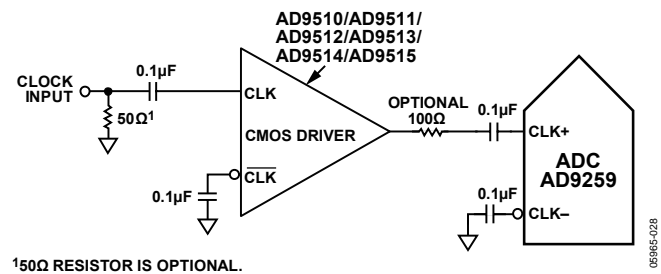 AD9510/AD9511/
AD9512/AD9513/
AD9514/AD9515
CLOCK
INPUT
0.1µF
50Ω¹
CLK
CMOS DRIVER
CLK
0.1µF
OPTIONAL
100Ω
0.1µF
CLK+
ADC
AD9259
0.1µF
CLK–
¹50Ω RESISTOR IS OPTIONAL.
05965-028